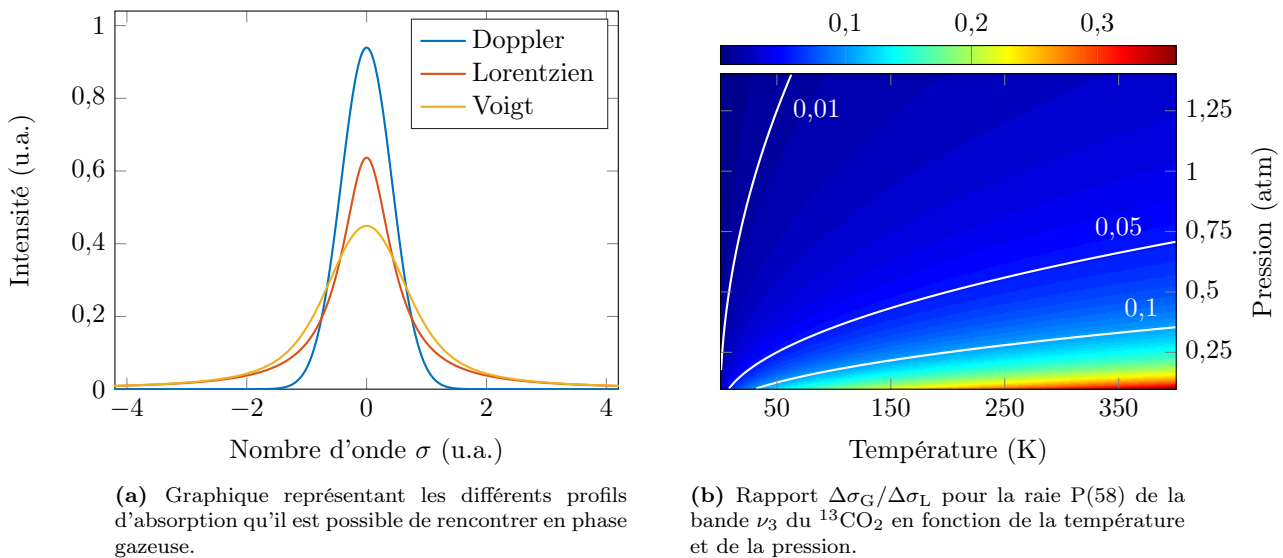 1
0,8
0,6
0,4
0,2
0
Intensité (u.a.)
Doppler
Lorentzien
Voigt
−4
−2
0
2
4
Nombre d'onde σ (u.a.)
(a) Graphique représentant les différents profils
d'absorption qu'il est possible de rencontrer en phase
gazeuse.
0,1
0,2
0,3
0,01
0,05
0,1
1,25
1
0,75
0,5
0,25
Pression (atm)
50
150
250
350
Température (K)
(b) Rapport Δσ_G/Δσ_L pour la raie P(58) de la
bande ν₃ du ¹³CO₂ en fonction de la température
et de la pression.